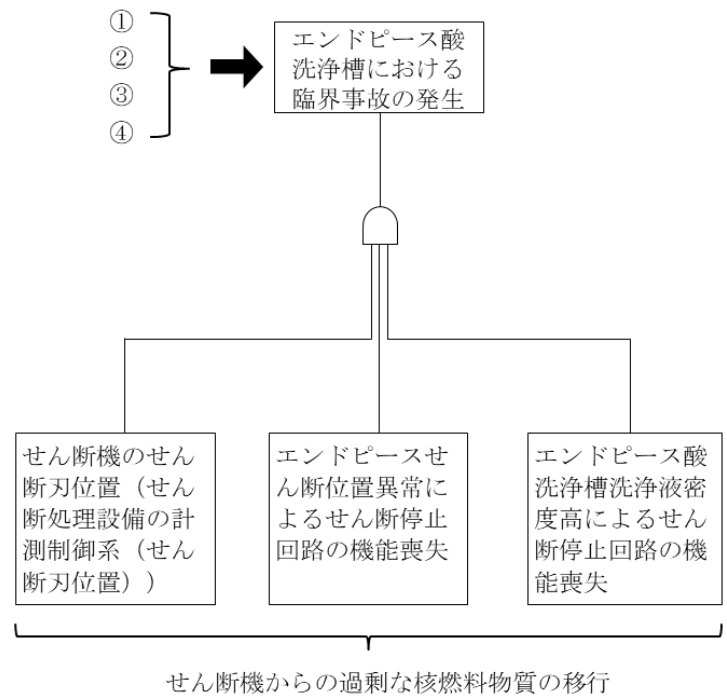 ①
②
③
④
エンドピース酸
洗浄槽における
臨界事故の発生
せん断機のせん
断刃位置（せん
断処理設備の計
測制御系（せん
断刃位置））
エンドピースせ
ん断位置異常に
よるせん断停止
回路の機能喪失
エンドピース酸
洗浄槽洗浄液密
度高によるせん
断停止回路の機
能喪失
せん断機からの過剰な核燃料物質の移行